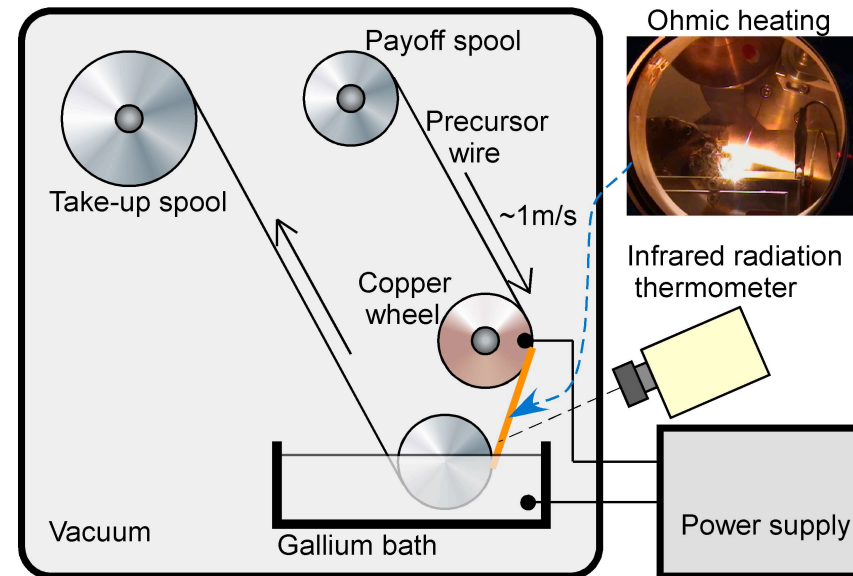 Ohmic heating
Payoff spool
Precursor
wire
Take-up spool
~1m/s
Infrared radiation
thermometer
Copper
wheel
Vacuum
Gallium bath
Power supply